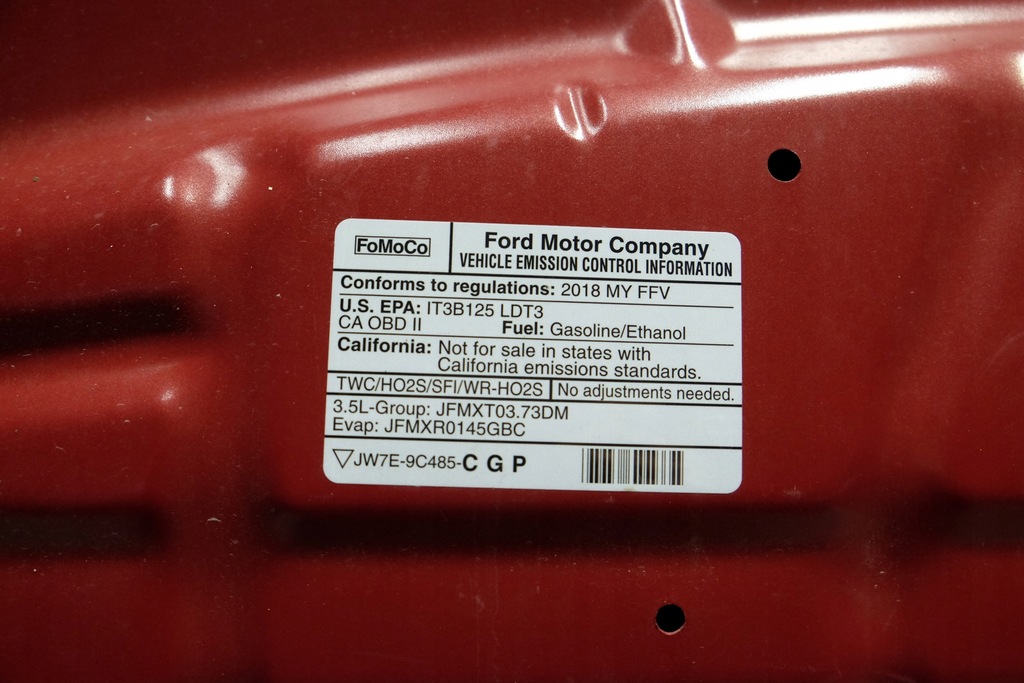 FoMoCo
Ford Motor Company
VEHICLE EMISSION CONTROL INFORMATION
Conforms to regulations: 2018 MY FFV
U.S. EPA: IT3B125 LDT3
CA OBD II Fuel: Gasoline/Ethanol
California: Not for sale in states with
California emissions standards.
TWC/HO2S/SFI/WR-HO2S No adjustments needed.
3.5L-Group: JFMXT03.73DM
Evap: JFMXR0145GBC
JW7E-9C485-C G P